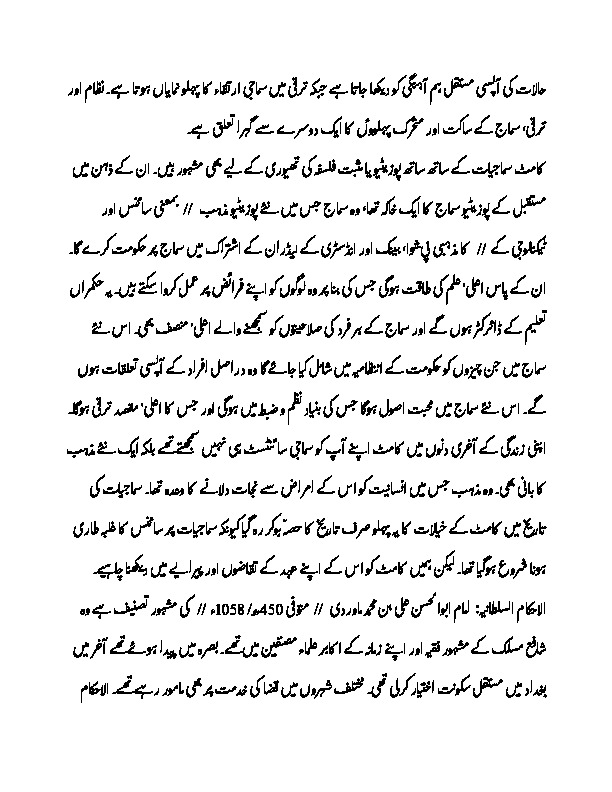 حالات کی آپسی مستقل ہم آہنگی کو دیکھا جاتا ہے جبکہ ترقی میں سماجی ارتقاء کا پہلو نمایاں ہوتا ہے۔ نظام اور
ترقی، سماج کے ساکت اور متحرک پہلیوؤں کا ایک دوسرے سے گہرا تعلق ہے۔
کامٹ سماجیات کے ساتھ ساتھ پوزیٹیو یا مثبت فلسفہ کی تھیوری کے لیے بھی مشہور ہیں۔ ان کے ذہن میں
مستقبل کے پوزیٹیو سماج کا ایک خاکہ تھا، وہ سماج جس میں نئے پوزیٹیو مذہب // بمعنی سائنس اور
ٹیکنالوجی کے // کا مذہبی پیشوا، بینک اور انڈسٹری کے لیڈران کے اشتراک میں سماج پر حکومت کرے گا۔
ان کے پاس اعلیٰ علم کی طاقت ہوگی جس کی بنا پر وہ لوگوں کو اپنے فرائض پر عمل کروا سکتے ہیں۔ یہ حکمراں
تعلیم کے ڈائرکٹر ہوں گے اور سماج کے ہر فرد کی صلاحیتوں کو سمجھنے والے اعلیٰ منصف بھی۔ اس نئے
سماج میں جن چیزوں کو حکومت کے انتظامیہ میں شامل کیا جائے گا وہ دراصل افراد کے آپسی تعلقات ہوں
گے۔ اس نئے سماج میں محبت اصول ہوگا جس کی بنیاد نظم و ضبط میں ہوگی اور جس کا اعلیٰ مقصد ترقی ہوگا۔
اپنی زندگی کے آخری دنوں میں کامٹ اپنے آپ کو سماجی سائنٹسٹ ہی نہیں سمجھتے تھے بلکہ ایک نئے مذہب
کا بانی بھی۔ وہ مذہب جس میں انسانیت کو اس کے امراض سے نجات دلانے کا وعدہ تھا۔ سماجیات کی
تاریخ میں کامٹ کے خیالات کا یہ پہلو صرف تاریخ کا حصہ ہوکر رہ گیا کیونکہ سماجیات پر سائنس کا غلبہ طاری
ہونا شروع ہوگیا تھا۔ لیکن ہمیں کامٹ کو اس کے اپنے عہد کے تقاضوں اور پیرایے میں دیکھنا چاہیے۔
الاحکام السلطانیہ: امام ابوالحسن علی بن محمد ماوردی // متوفی 450ھ/ 1058ء // کی مشہور تصنیف ہے وہ
شافع مسلک کے مشہور فقیہ اور اپنے زمانہ کے اکابر علماء مصنفین میں تھے۔ بصرہ میں پیدا ہوئے تھے آخر میں
بغداد میں مستقل سکونت اختیار کرلی تھی۔ مختلف شہروں میں قضا کی خدمت پر بھی مامور رہے تھے۔ الاحکام